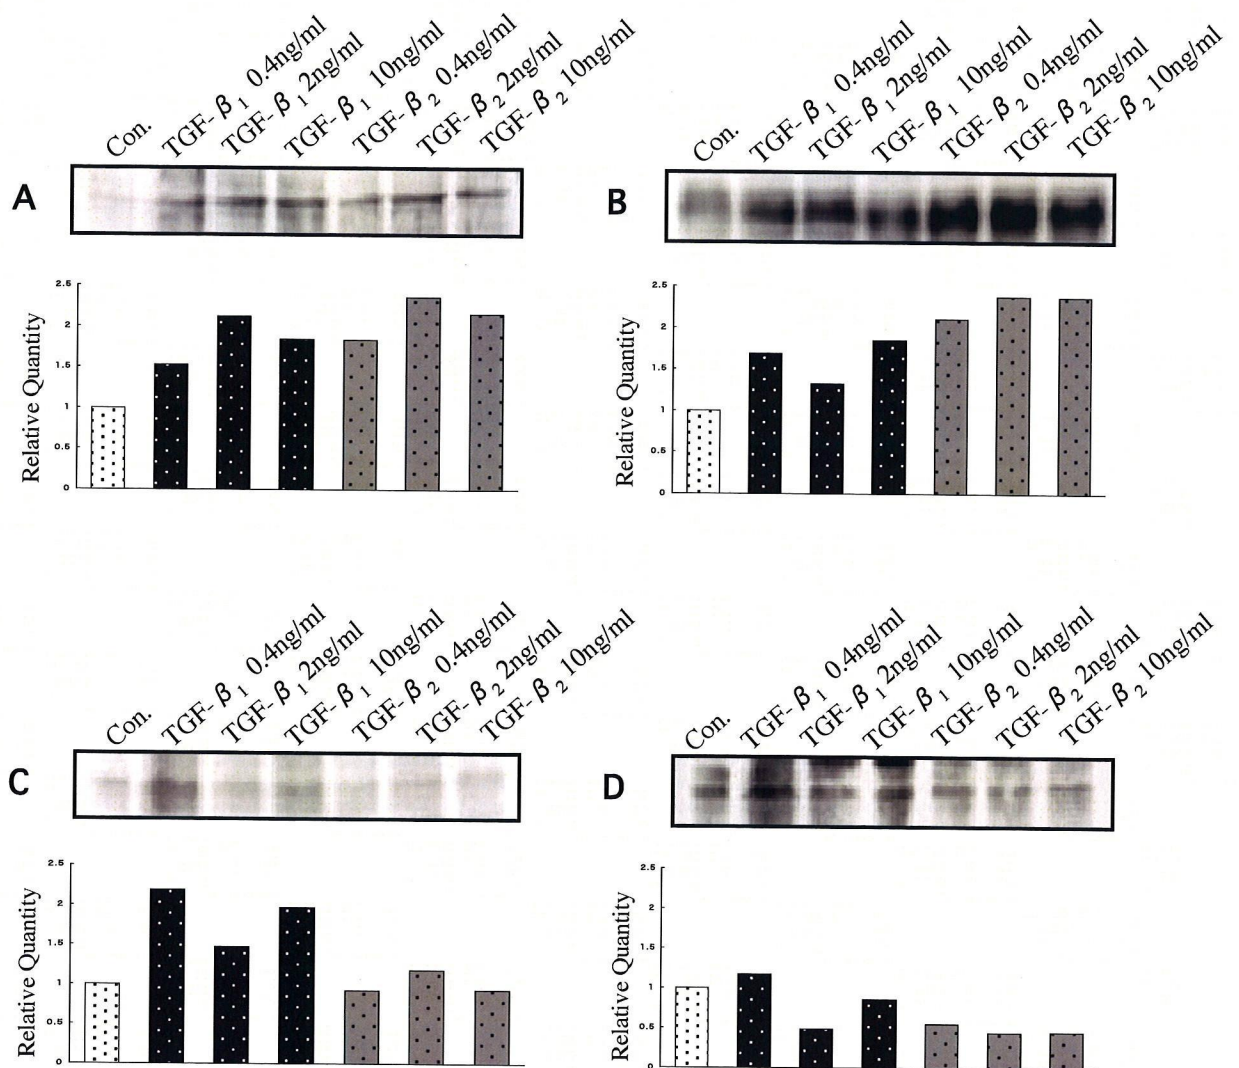 Con.
TGF-β1 0.4ng/ml
TGF-β1 2ng/ml
TGF-β1 10ng/ml
TGF-β2 0.4ng/ml
TGF-β2 2ng/ml
TGF-β2 10ng/ml
A
2.5
2
1.5
1
0.5
0
Relative Quantity
Con.
TGF-β1 0.4ng/ml
TGF-β1 2ng/ml
TGF-β1 10ng/ml
TGF-β2 0.4ng/ml
TGF-β2 2ng/ml
TGF-β2 10ng/ml
B
2.5
2
1.5
1
0.5
0
Relative Quantity
Con.
TGF-β1 0.4ng/ml
TGF-β1 2ng/ml
TGF-β1 10ng/ml
TGF-β2 0.4ng/ml
TGF-β2 2ng/ml
TGF-β2 10ng/ml
C
2.5
2
1.5
1
0.5
0
Relative Quantity
Con.
TGF-β1 0.4ng/ml
TGF-β1 2ng/ml
TGF-β1 10ng/ml
TGF-β2 0.4ng/ml
TGF-β2 2ng/ml
TGF-β2 10ng/ml
D
2.5
2
1.5
1
0.5
0
Relative Quantity